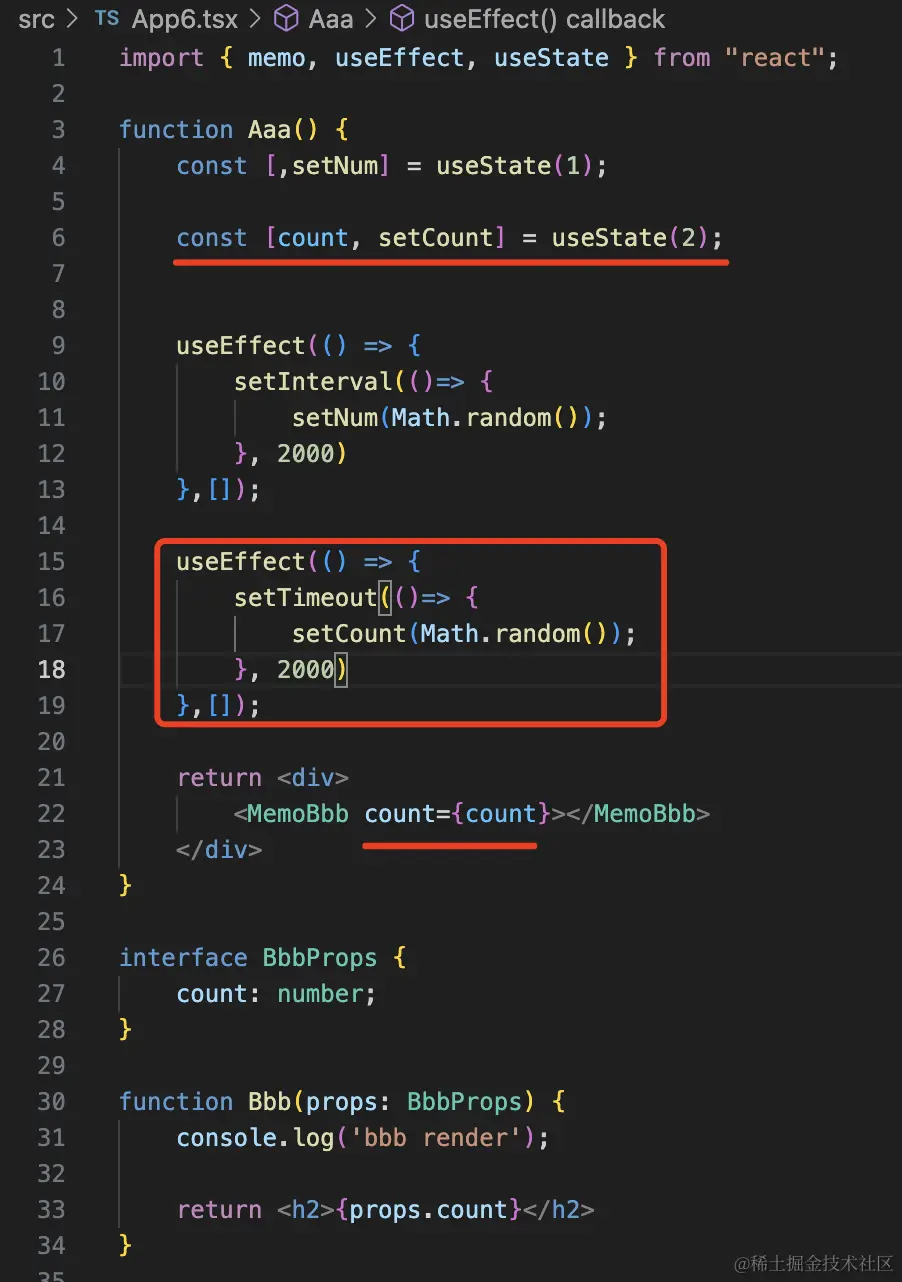 src > TS App6.tsx > Aaa > useEffect() callback
1 import { memo, useEffect, useState } from "react";
2
3 function Aaa() {
4 const [,setNum] = useState(1);
5
6 const [count, setCount] = useState(2);
7
8
9 useEffect(() => {
10 setInterval(()=> {
11 setNum(Math.random());
12 }, 2000)
13 },[]);
14
15 useEffect(() => {
16 setTimeout(()=> {
17 setCount(Math.random());
18 }, 2000)
19 },[]);
20
21 return <div>
22 <MemoBbb count={count}></MemoBbb>
23 </div>
24 }
25
26 interface BbbProps {
27 count: number;
28 }
29
30 function Bbb(props: BbbProps) {
31 console.log('bbb render');
32
33 return <h2>{props.count}</h2>
34 }
35
@稀土掘金技术社区